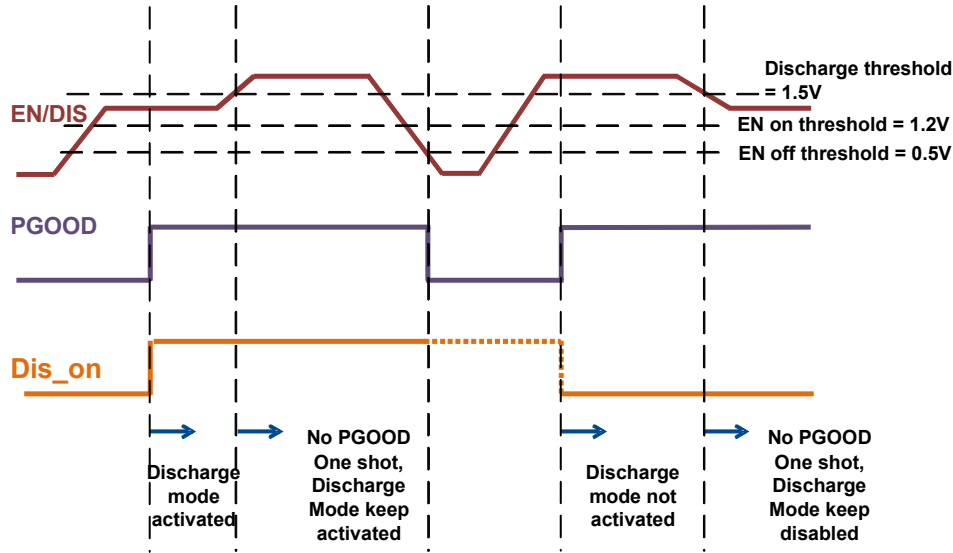 Discharge threshold
= 1.5V
EN/DIS
EN on threshold = 1.2V
EN off threshold = 0.5V
PGOOD
Dis_on
Discharge
mode
activated
No PGOOD
One shot,
Discharge
Mode keep
activated
Discharge
mode not
activated
No PGOOD
One shot,
Discharge
Mode keep
disabled